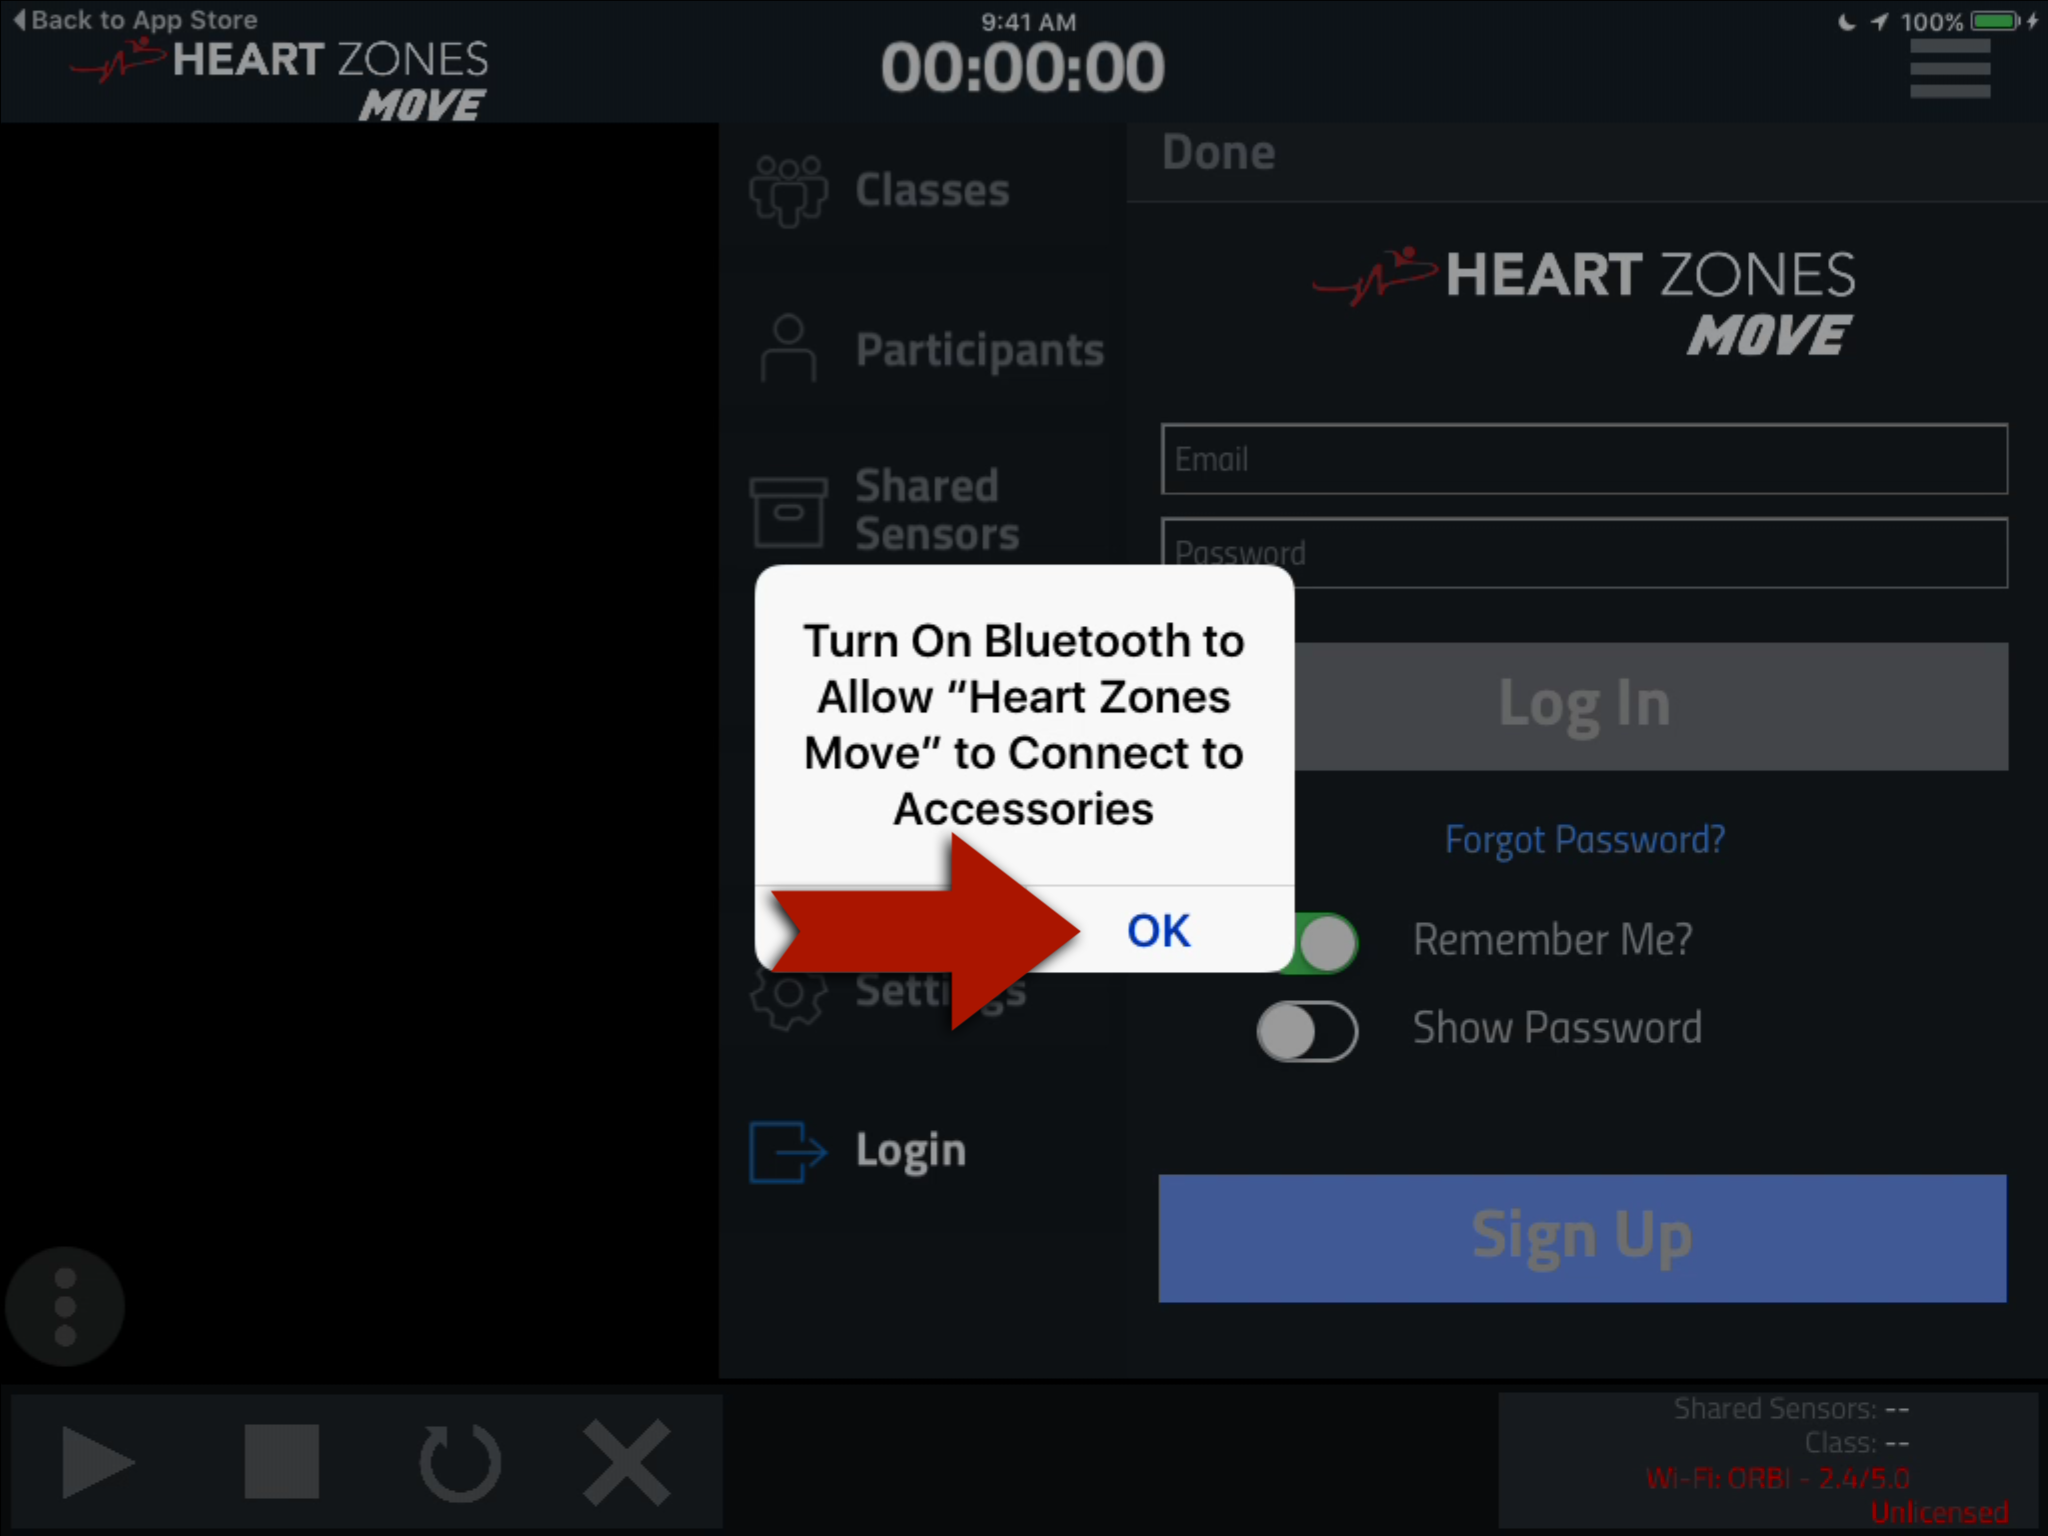 Back to App Store
9:41 AM
100%
HEART ZONES
MOVE
00:00:00
Classes
Participants
Shared
Sensors
Settings
Login
Done
HEART ZONES
MOVE
Email
Password
Log In
Forgot Password?
Remember Me?
Show Password
Sign Up
Turn On Bluetooth to
Allow “Heart Zones
Move” to Connect to
Accessories
OK
Shared Sensors: --
Class: --
Wi-Fi: ORBI - 2.4/5.0
Unlicensed